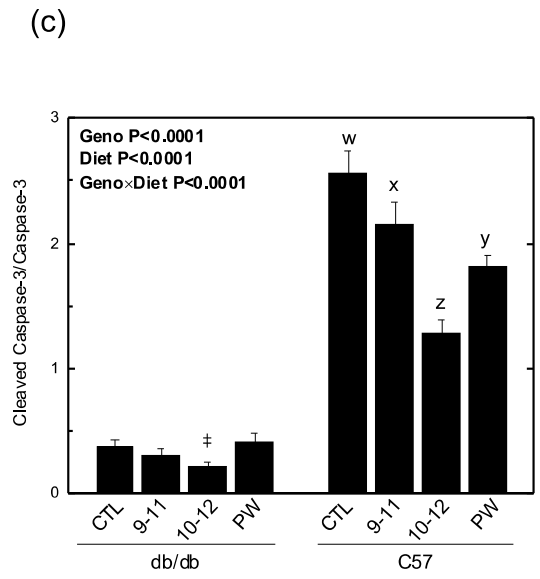 (c)
3
Geno P<0.0001
Diet P<0.0001
Geno×Diet P<0.0001
w
x
y
z
2
1
0
‡
Cleaved Caspase-3/Caspase-3
CTL 9-11 10-12 PW CTL 9-11 10-12 PW
db/db C57